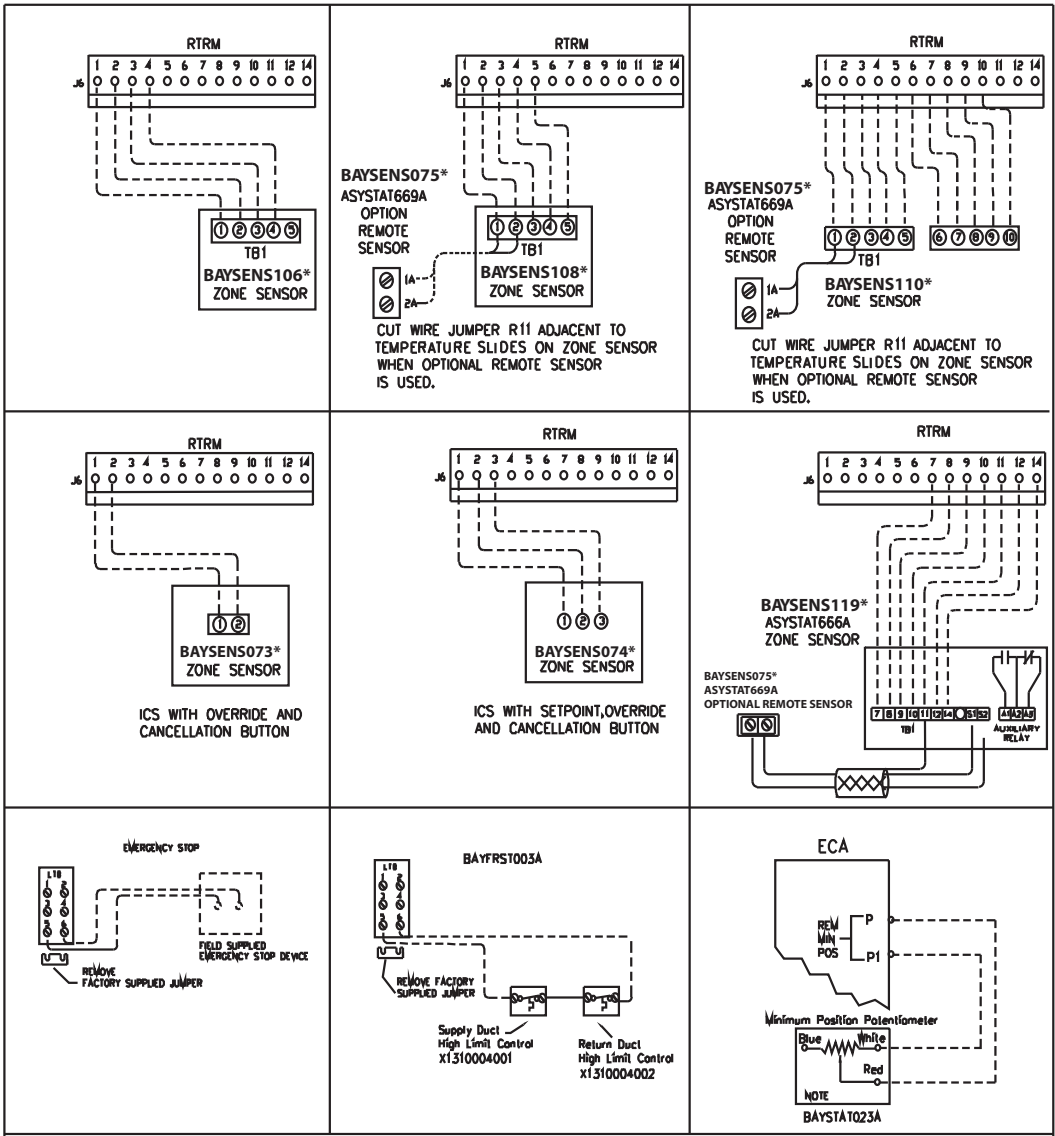 RTRM
1 2 3 4 5 6 7 8 9 10 11 12 14
J6
1 2 3 4 5
TB1
BAYSENS106*
ZONE SENSOR
RTRM
1 2 3 4 5 6 7 8 9 10 11 12 14
J6
BAYSENS075*
ASYSTAT669A
OPTION
REMOTE
SENSOR
1 2 3 4 5
TB1
1A
2A
BAYSENS108*
ZONE SENSOR
CUT WIRE JUMPER R11 ADJACENT TO
TEMPERATURE SLIDES ON ZONE SENSOR
WHEN OPTIONAL REMOTE SENSOR
IS USED.
RTRM
1 2 3 4 5 6 7 8 9 10 11 12 14
J6
BAYSENS075*
ASYSTAT669A
OPTION
REMOTE
SENSOR
1 2 3 4 5 6 7 8 9 10
TB1
1A
2A
BAYSENS110*
ZONE SENSOR
CUT WIRE JUMPER R11 ADJACENT TO
TEMPERATURE SLIDES ON ZONE SENSOR
WHEN OPTIONAL REMOTE SENSOR
IS USED.
RTRM
1 2 3 4 5 6 7 8 9 10 11 12 14
J6
1 2
BAYSENS073*
ZONE SENSOR
ICS WITH OVERRIDE AND
CANCELLATION BUTTON
RTRM
1 2 3 4 5 6 7 8 9 10 11 12 14
J6
1 2 3
BAYSENS074*
ZONE SENSOR
ICS WITH SETPOINT,OVERRIDE
AND CANCELLATION BUTTON
RTRM
1 2 3 4 5 6 7 8 9 10 11 12 14
J6
BAYSENS119*
ASYSTAT666A
ZONE SENSOR
BAYSENS075*
ASYSTAT669A
OPTIONAL REMOTE SENSOR
7 8 9 10 11 12 14 S1 S2
TB1
A1 A2 A3
AUXILIARY
RELAY
EMERGENCY STOP
LTB
1 2
3 4
5 6
FIELD SUPPLIED
EMERGENCY STOP DEVICE
REMOVE
FACTORY SUPPLIED JUMPER
BAYFRST003A
LTB
1 2
3 4
5 6
REMOVE FACTORY
SUPPLIED JUMPER
Supply Duct
High Limit Control
X1310004001
Return Duct
High Limit Control
X1310004002
ECA
REM
MIN
POS
P
P1
Minimum Position Potentiometer
Blue
White
Red
NOTE
BAYSTAT023A